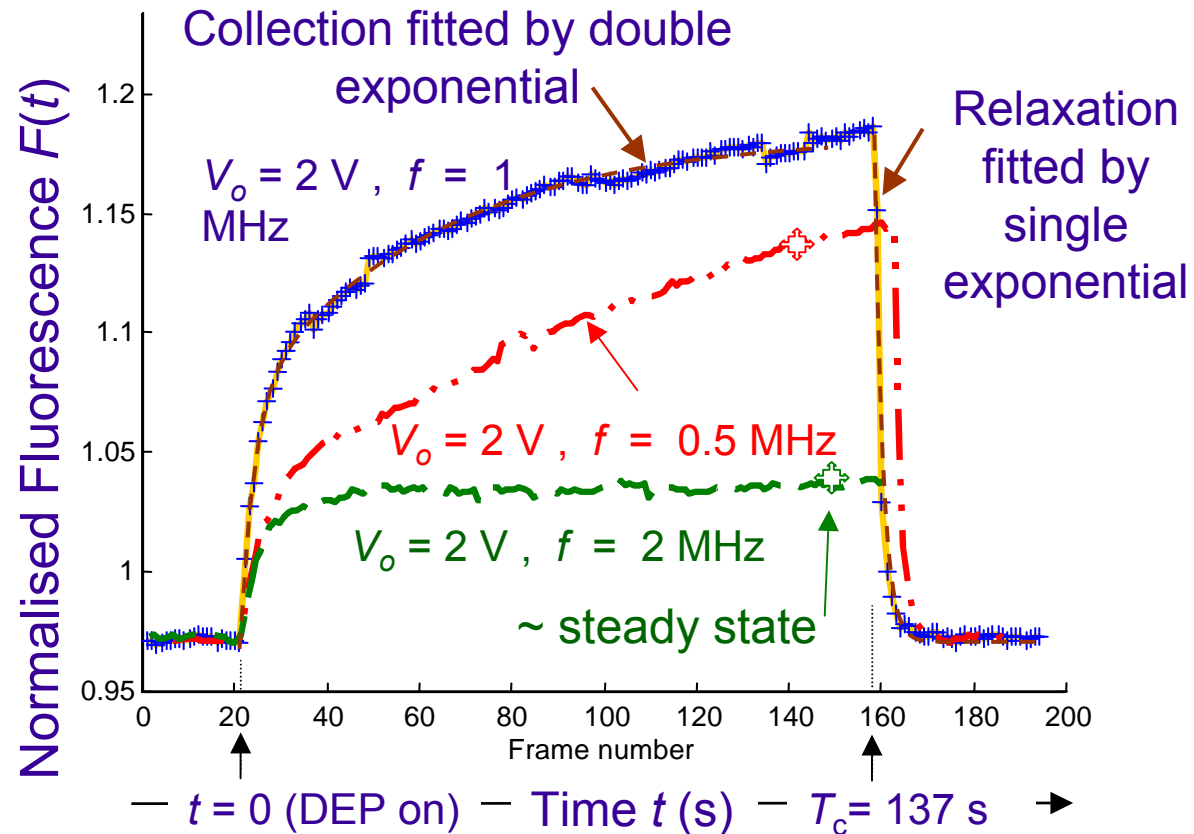 Collection fitted by double
exponential
Relaxation
fitted by
single
exponential
Normalised Fluorescence F(t)
1.2
1.15
1.1
1.05
1
0.95
Vo = 2 V , f = 1
MHz
Vo = 2 V , f = 0.5 MHz
Vo = 2 V , f = 2 MHz
~ steady state
0 20 40 60 80 100 120 140 160 180 200
Frame number
t = 0 (DEP on) Time t (s) Tc= 137 s